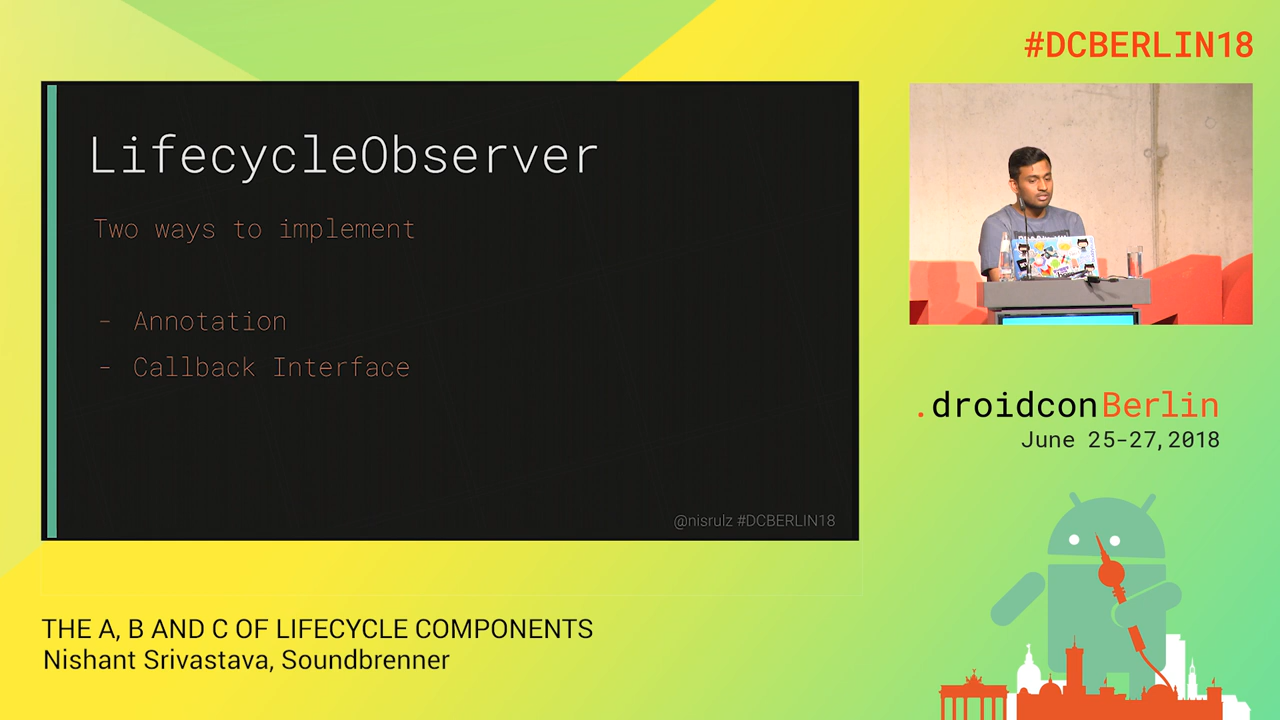 #DCBERLIN18
LifecycleObserver
Two ways to implement
- Annotation
- Callback Interface
@nisrulz #DCBERLIN18
.droidconBerlin
June 25-27, 2018
THE A, B AND C OF LIFECYCLE COMPONENTS
Nishant Srivastava, Soundbrenner